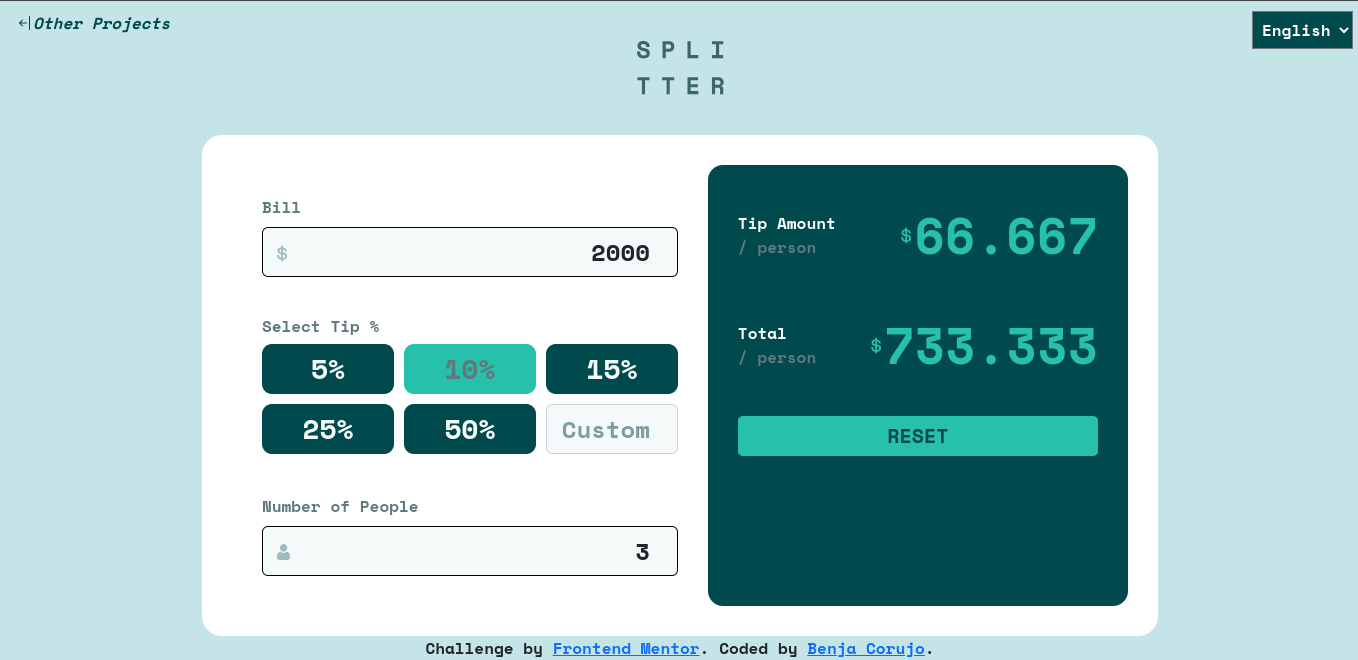 Other Projects
English
SPLI
TTER
Bill
$ 2000
Select Tip %
5% 10% 15%
25% 50% Custom
Number of People
3
Tip Amount
/ person
$66.667
Total
/ person
$733.333
RESET
Challenge by Frontend Mentor. Coded by Benja Corujo.